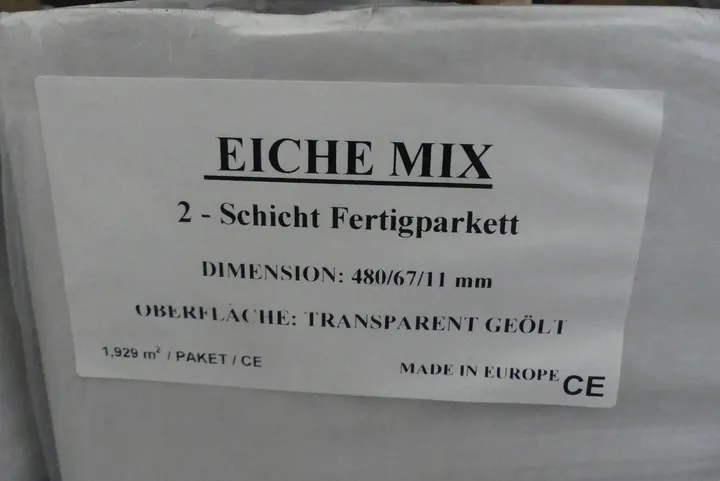 EICHE MIX
2 - Schicht Fertigparkett
DIMENSION: 480/67/11 mm
OBERFLÄCHE: TRANSPARENT GEÖLT
1,929 m² / PAKET / CE
MADE IN EUROPE CE